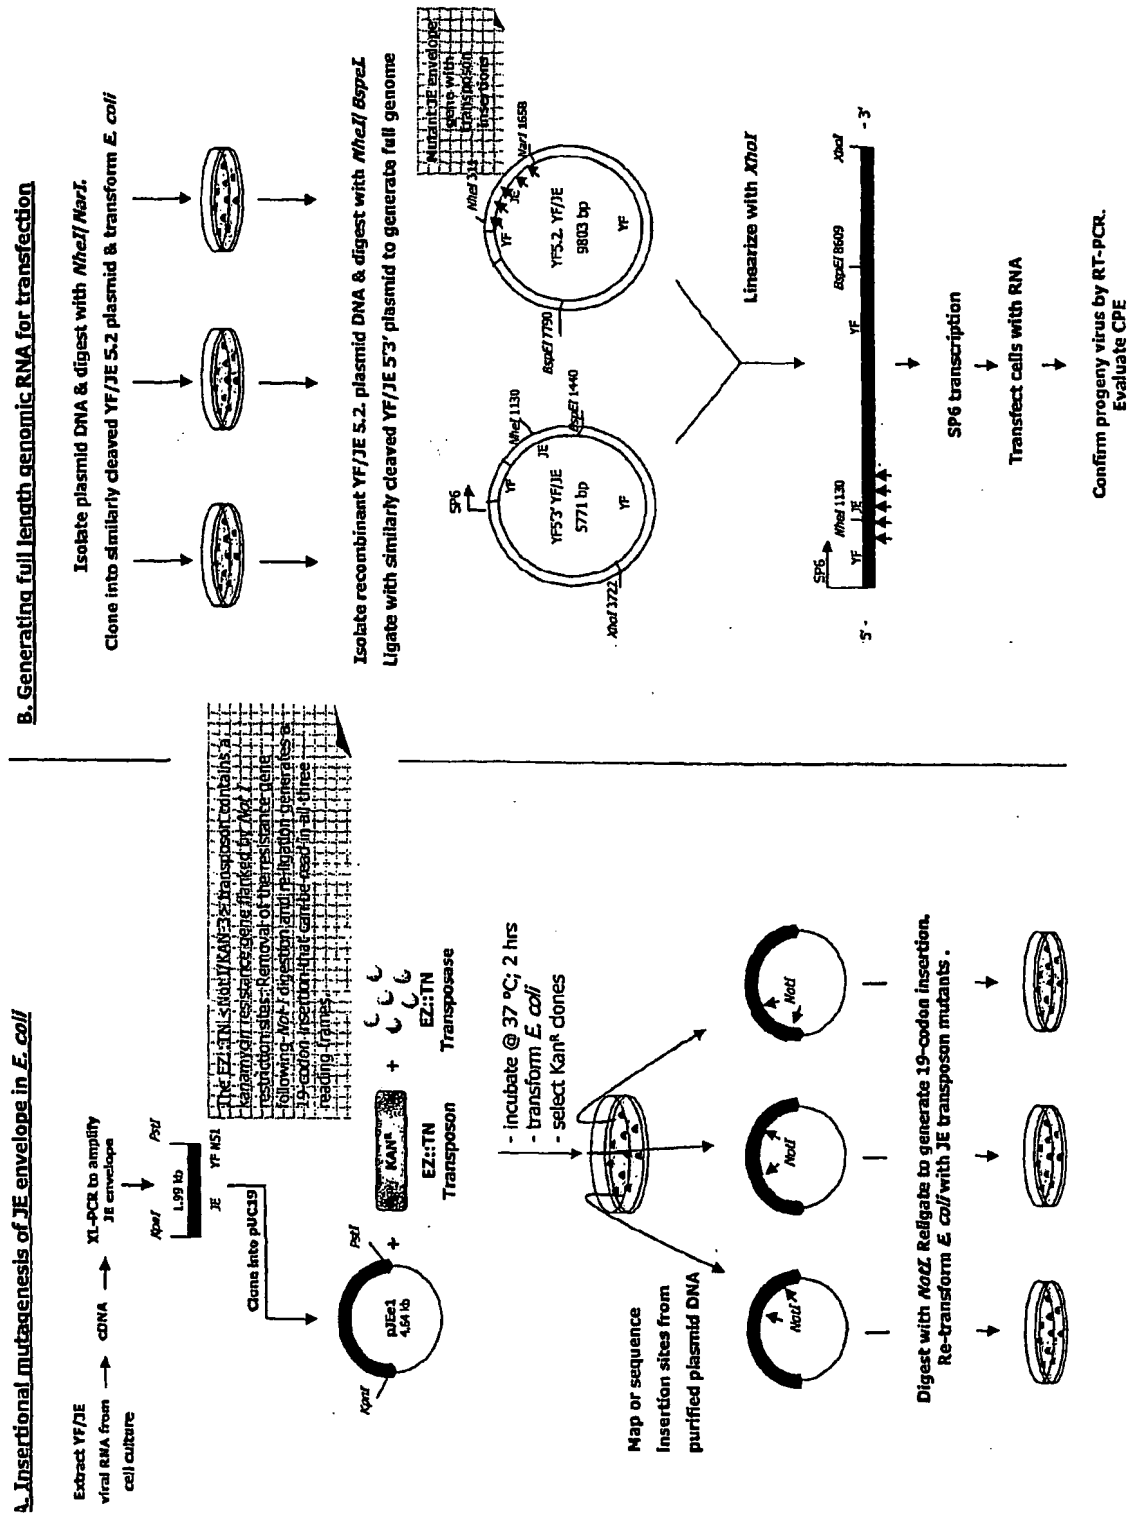 A. Insertional mutagenesis of JE envelope in E. coli
Extract YF/JE
viral RNA from
cell culture
cDNA
XL-PCR to amplify
JE envelope
KpnI
PstI
1.99 kb
JE
YF NS1
Clone into pUC19
The EZ::TN <Not I/KAN-3> transposon contains a
kanamycin resistance gene flanked by Not I
restriction sites. Removal of the resistance gene
following Not I digestion and re-ligation generates a
19-codon insertion that can be read in all three
reading frames.
PstI
pJEe1
4.64 kb
KpnI
+
KANR
EZ::TN
Transposon
+
EZ::TN
Transposase
- incubate @ 37 °C; 2 hrs
- transform E. coli
- select KanR clones
Map or sequence
insertion sites from
purified plasmid DNA
NotI
NotI
NotI
Digest with NotI. Religate to generate 19-codon insertion.
Re-transform E. coli with JE transposon mutants.
B. Generating full length genomic RNA for transfection
Isolate plasmid DNA & digest with NheI/NarI.
Clone into similarly cleaved YF/JE 5.2 plasmid & transform E. coli
Isolate recombinant YF/JE 5.2. plasmid DNA & digest with NheI/BspEI.
Ligate with similarly cleaved YF/JE 5'3' plasmid to generate full genome
Mutant JE envelope
gene with
transposon
insertions
SP6
NheI 1130
YF
JE
BspEI 1440
YF5'3' YF/JE
5771 bp
YF
XhoI 3722
NheI
NarI 1658
YF
JE
YF5.2. YF/JE
9803 bp
YF
BspEI 7790
Linearize with XhoI
SP6
NheI 1130
BspEI 8609
XhoI
5' -
YF
JE
YF
- 3'
SP6 transcription
Transfect cells with RNA
Confirm progeny virus by RT-PCR.
Evaluate CPE